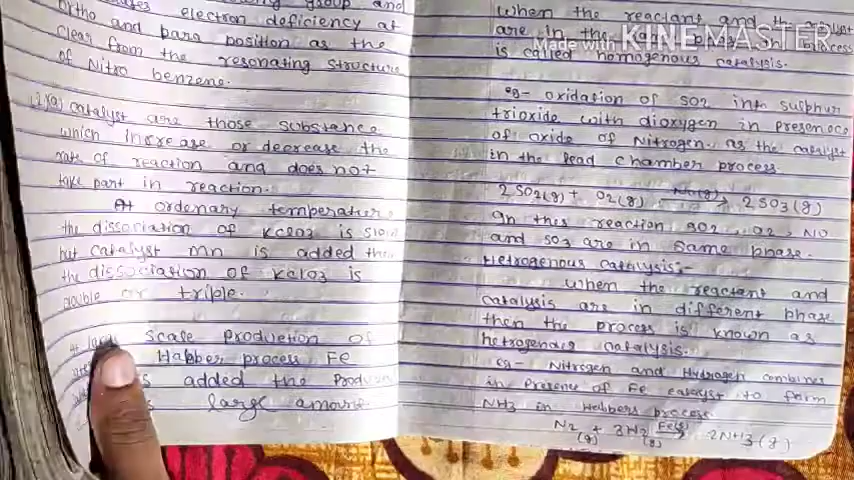 electron deficiency at
ortho and para position as the
clear from the resonating structure
of Nitro benzene.
12)(a) catalyst are those substance
which increase or decrease the
rate of reaction and does not
take part in reaction.
At ordenary temperature
the dissociation of KClO3 is slow
but catalyst Mn is added then
the dissociation of KClO3 is
double or triple.
scale production of
Habber process Fe
added the
large amount
When the reactant and the catalyst
are in the
is called homogenous catalysis.
eg- oxidation of SO2 into sulphur
trioxide with dioxygen in presence
of oxide of Nitrogen as the catalyst
in the lead chamber process
2SO2(g) + O2(g) NO(g) → 2SO3(g)
In this reaction SO2, O2, NO
and SO3 are in same phase.
Hetrogenous catalysis:-
When the reactant and
catalysis are in different phase
then the process is known as
hetrogenous catalysis.
eg- Nitrogen and Hydrogen combines
in presence of Fe catalyst to form
NH3 in Habbers process
N2(g) + 3H2(g) Fe(s) → 2NH3(g)
Made with KINEMASTER